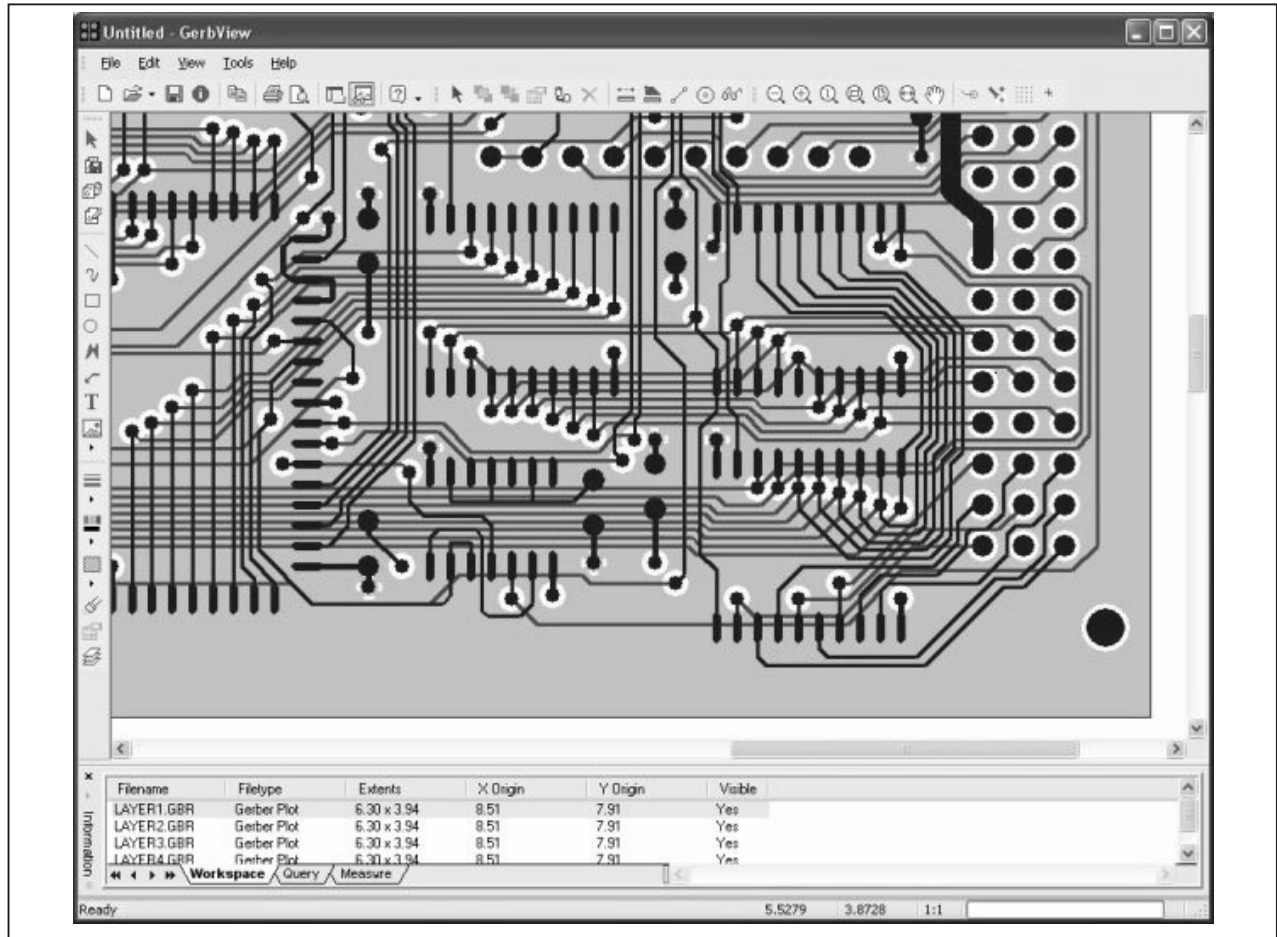 Untitled - GerbView
File Edit View Tools Help
Filename Filetype Extents X Origin Y Origin Visible
LAYER1.GBR Gerber Plot 6.30 x 3.94 8.51 7.91 Yes
LAYER2.GBR Gerber Plot 6.30 x 3.94 8.51 7.91 Yes
LAYER3.GBR Gerber Plot 6.30 x 3.94 8.51 7.91 Yes
LAYER4.GBR Gerber Plot 6.30 x 3.94 8.51 7.91 Yes
Information
Workspace Query Measure
Ready 5.5279 3.8728 1:1